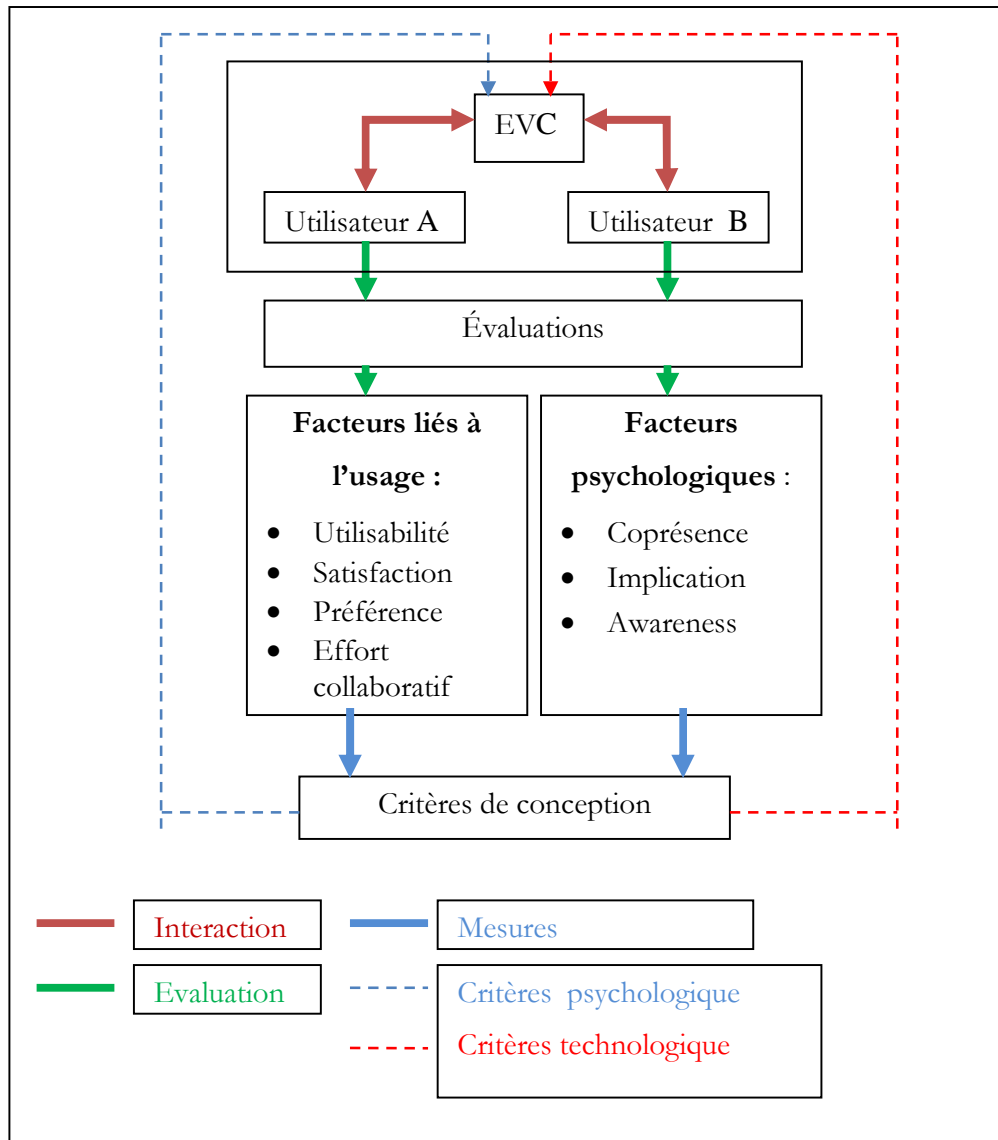 EVC
Utilisateur A
Utilisateur B
Évaluations
Facteurs liés à
l’usage :
• Utilisabilité
• Satisfaction
• Préférence
• Effort
collaboratif
Facteurs
psychologiques :
• Coprésence
• Implication
• Awareness
Critères de conception
Interaction
Mesures
Evaluation
Critères psychologique
Critères technologique